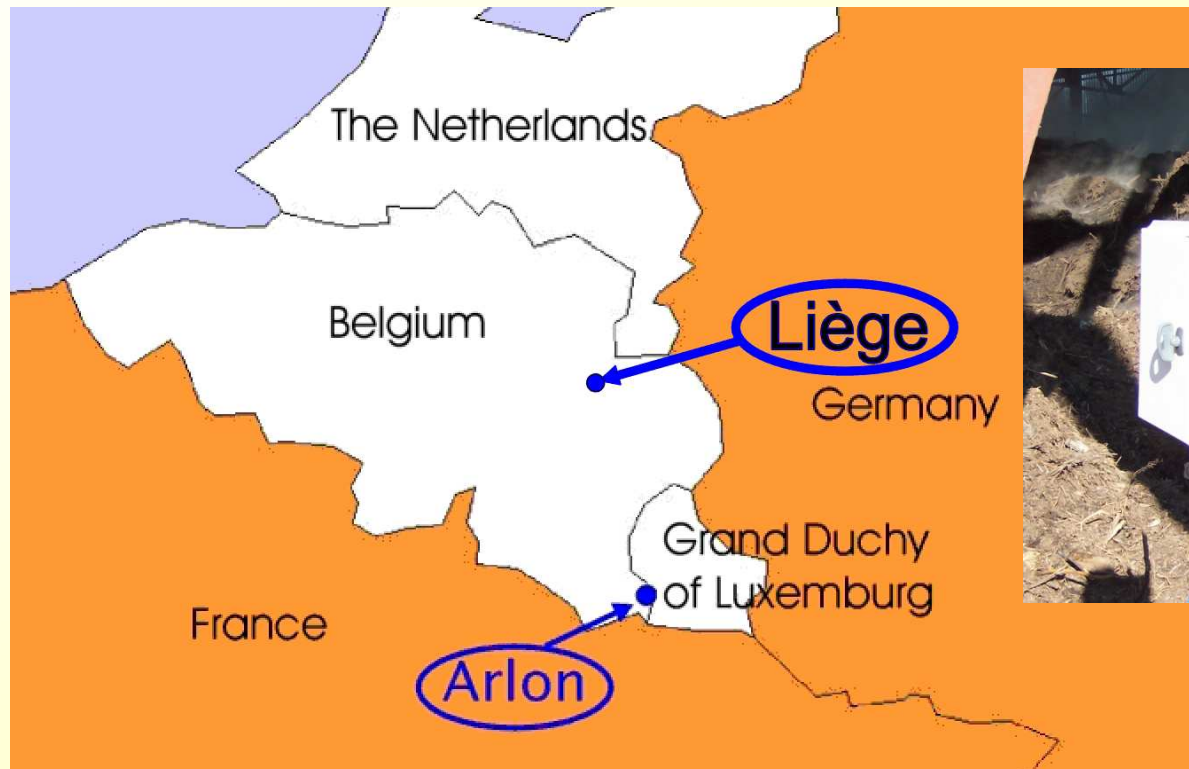 The Netherlands
Belgium
Liège
Germany
Grand Duchy
of Luxemburg
France
Arlon